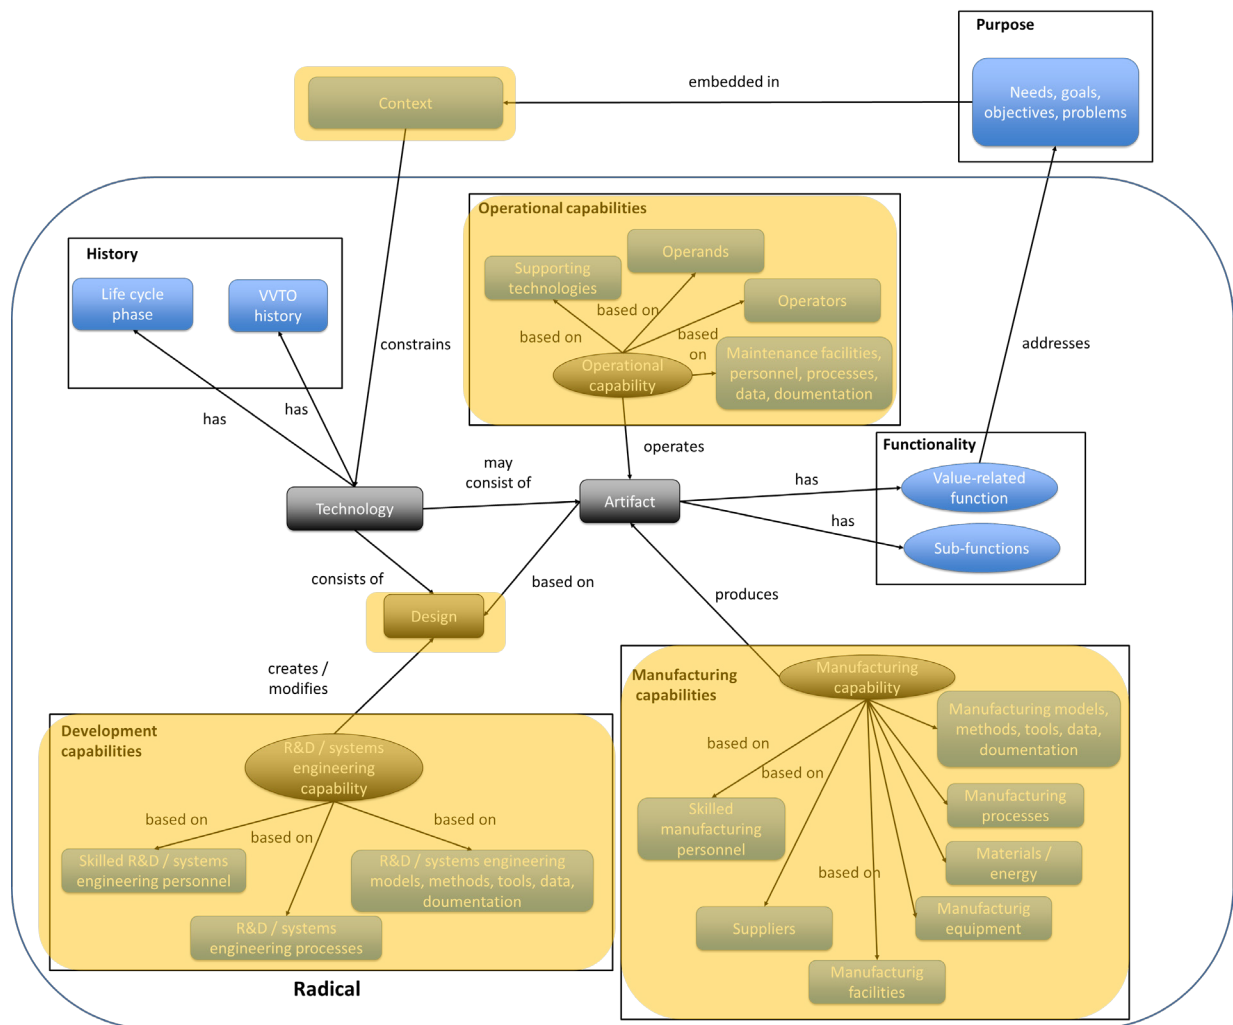 Purpose
Needs, goals,
objectives, problems
embedded in
Context
Operational capabilities
Operands
Supporting
technologies
Operators
based on
based on
based
on
Maintenance facilities,
personnel, processes,
data, doumentation
Operational
capability
History
Life cycle
phase
VVTO
history
constrains
addresses
has
has
operates
may
consist of
Technology
Artifact
has
has
Functionality
Value-related
function
Sub-functions
consists of
based on
produces
Design
creates /
modifies
Development
capabilities
R&D / systems
engineering
capability
based on
based on
based on
Skilled R&D / systems
engineering personnel
R&D / systems engineering
models, methods, tools, data,
doumentation
R&D / systems
engineering processes
Radical
Manufacturing
capabilities
Manufacturing
capability
Manufacturing models,
methods, tools, data,
doumentation
based on
based on
based on
Skilled
manufacturing
personnel
Manufacturing
processes
Materials /
energy
Manufacturig
equipment
Suppliers
Manufacturig
facilities